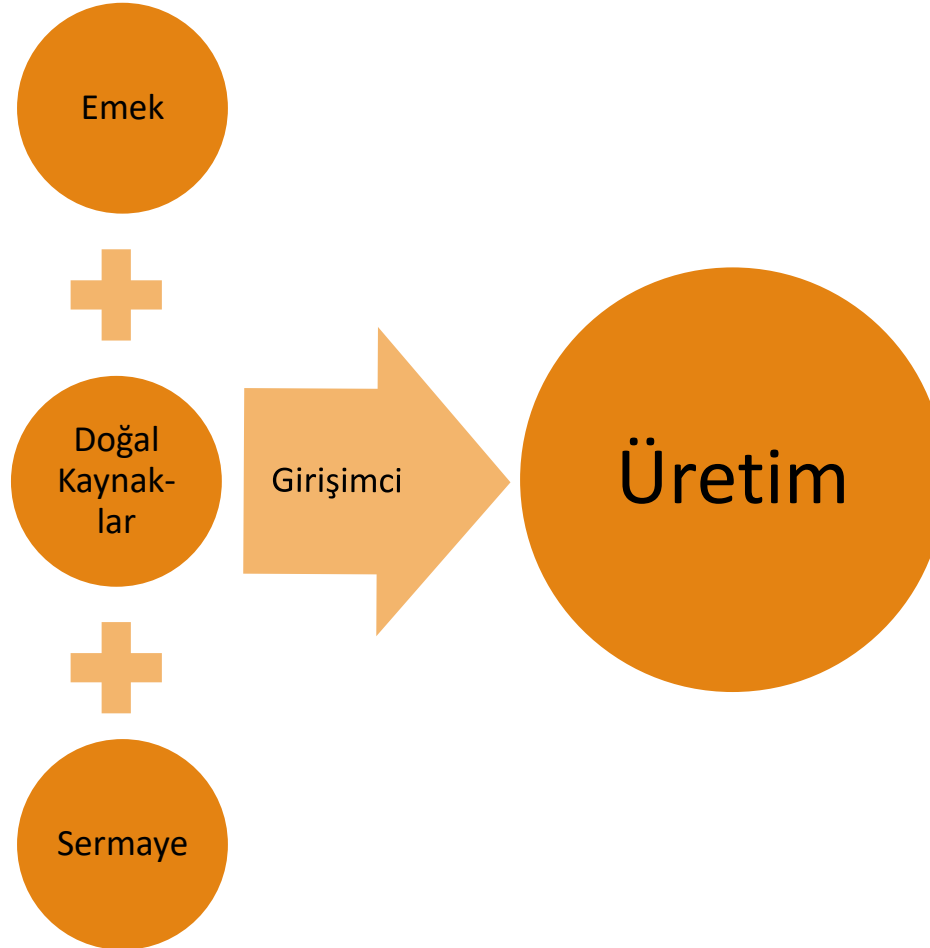 Emek
Doğal
Kaynak-
lar
Sermaye
Girişimci
Üretim